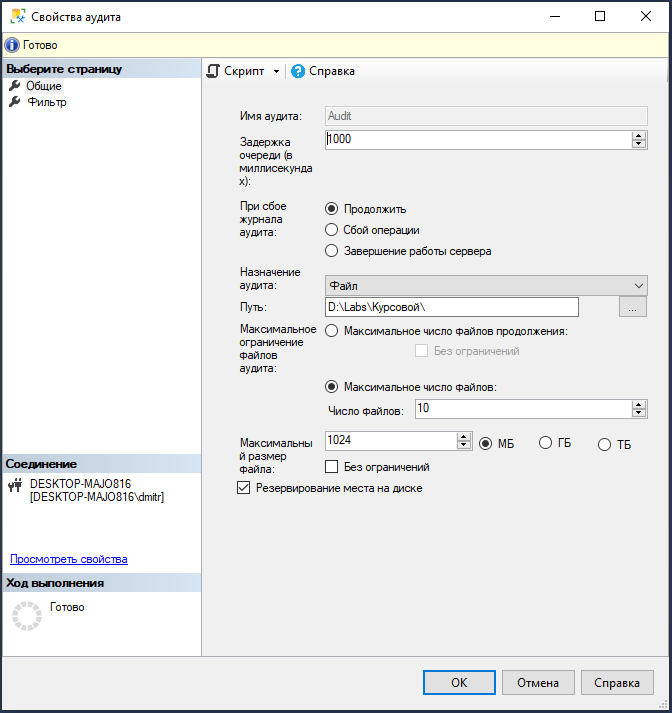 Свойства аудита
Готово
Выберите страницу
Общие
Фильтр
Скрипт
Справка
Имя аудита:
Audit
Задержка
очереди (в
миллисекунда
х):
1000
При сбое
журнала
аудита:
Продолжить
Сбой операции
Завершение работы сервера
Назначение
аудита:
Файл
Путь:
D:\Labs\Курсовой\
...
Максимальное
ограничение
файлов
аудита:
Максимальное число файлов продолжения:
Без ограничений
Максимальное число файлов:
Число файлов:
10
Максимальны
й размер
файла:
1024
МБ
ГБ
ТБ
Без ограничений
Резервирование места на диске
Соединение
DESKTOP-MAJO816
[DESKTOP-MAJO816\dmitr]
Просмотреть свойства
Ход выполнения
Готово
OK
Отмена
Справка